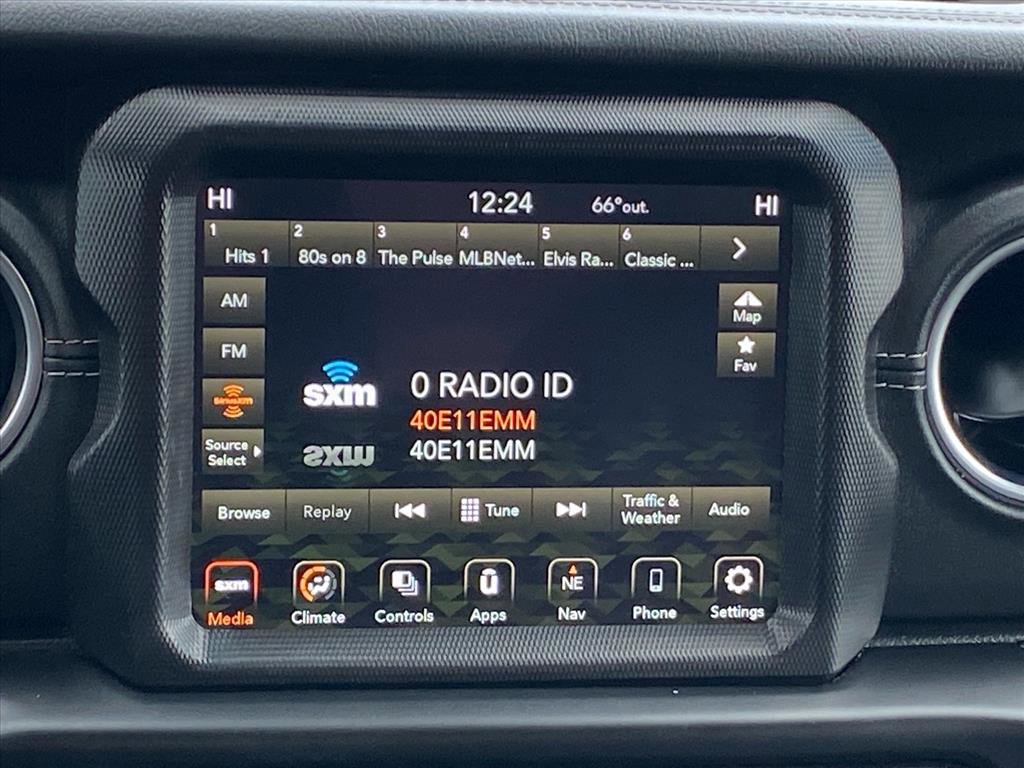 HI 12:24 66°out. HI
1 2 3 4 5 6
Hits 1 80s on 8 The Pulse MLBNet... Elvis Ra... Classic ...
AM
Map
FM
Fav
sxm 0 RADIO ID
SiriusXM 40E11EMM
Source
Select
sxm 40E11EMM
Browse Replay Tune Traffic & Audio
Weather
sxm NE
Media Climate Controls Apps Nav Phone Settings